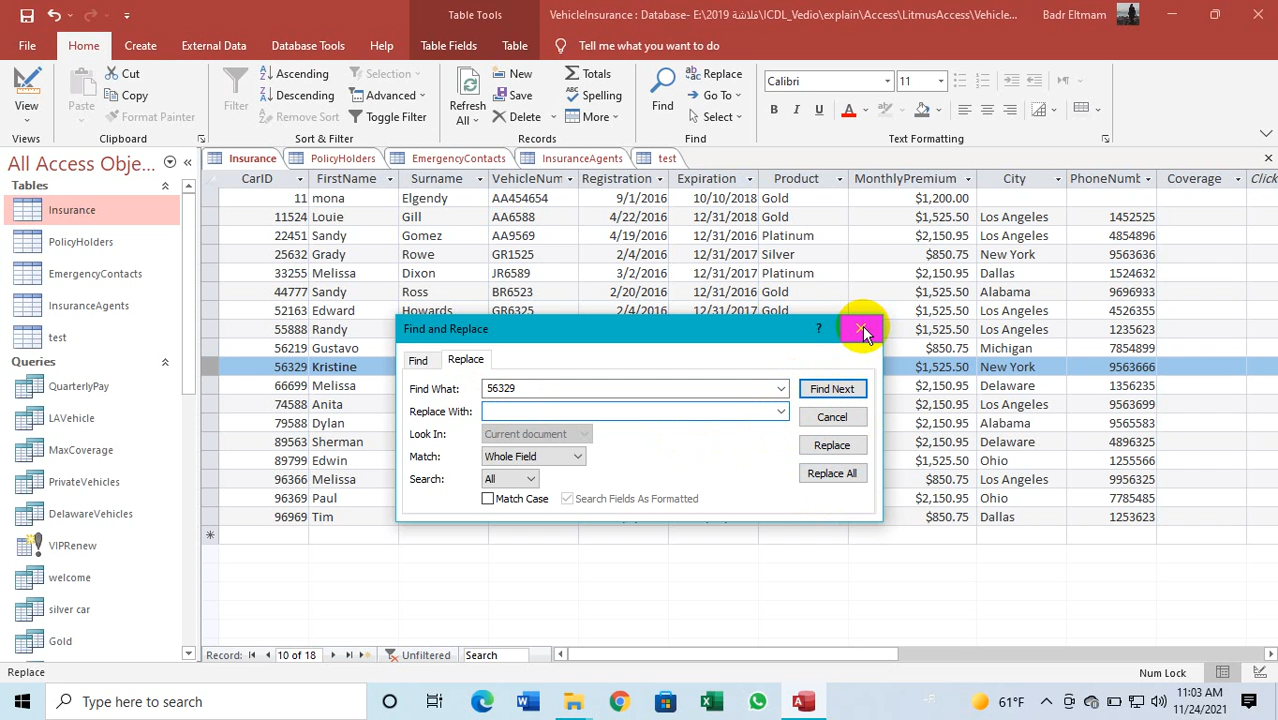 Table Tools VehicleInsurance : Database- E:\2019 فلاشة\ICDL_Vedio\explain\Access\LitmusAccess\Vehicle... Badr Eltmam
File Home Create External Data Database Tools Help Table Fields Table Tell me what you want to do
View Paste Cut Copy Format Painter Filter Ascending Descending Remove Sort Selection Advanced Toggle Filter Refresh All New Save Delete Totals Spelling More Find Replace Go To Select Calibri 11 B I U A
Views Clipboard Sort & Filter Records Find Text Formatting
All Access Obje... Insurance PolicyHolders EmergencyContacts InsuranceAgents test
Tables
Insurance
PolicyHolders
EmergencyContacts
InsuranceAgents
test
Queries
QuarterlyPay
LAVehicle
MaxCoverage
PrivateVehicles
DelawareVehicles
VIPRenew
welcome
silver car
Gold
CarID FirstName Surname VehicleNum Registration Expiration Product MonthlyPremium City PhoneNumb Coverage Click
11 mona Elgendy AA454654 9/1/2016 10/10/2018 Gold $1,200.00
11524 Louie Gill AA6588 4/22/2016 12/31/2018 Gold $1,525.50 Los Angeles 1452525
22451 Sandy Gomez AA9569 4/19/2016 12/31/2018 Platinum $2,150.95 Los Angeles 4854896
25632 Grady Rowe GR1525 2/4/2016 12/31/2017 Silver $850.75 New York 9563636
33255 Melissa Dixon JR6589 3/2/2016 12/31/2017 Platinum $2,150.95 Dallas 1524632
44777 Sandy Ross BR6523 2/20/2016 12/31/2016 Gold $1,525.50 Alabama 9696933
52163 Edward Howards GR6325 2/4/2016 12/31/2017 Gold $1,525.50 Los Angeles 4526355
55888 Randy $1,525.50 Los Angeles 1235623
56219 Gustavo $850.75 Michigan 7854899
56329 Kristine $1,525.50 New York 9563666
66699 Melissa $2,150.95 Delaware 1356235
74588 Anita $2,150.95 Los Angeles 4563258
79588 Dylan $2,150.95 Alabama 9565583
89563 Sherman $2,150.95 Delaware 4896325
89799 Edwin $1,525.50 Ohio 1255666
96366 Melissa $850.75 Los Angeles 9563856
96969 Paul $2,150.95 Ohio 7785485
96969 Tim $850.75 Dallas 1253623
Find and Replace ?
Find Replace
Find What: 56329 Find Next
Replace With: Cancel
Look In: Current document
Match: Whole Field Replace
Search: All Replace All
Match Case Search Fields As Formatted
Record: 10 of 18 Unfiltered Search
Replace Num Lock
Type here to search 61°F 11:03 AM
11/24/2021